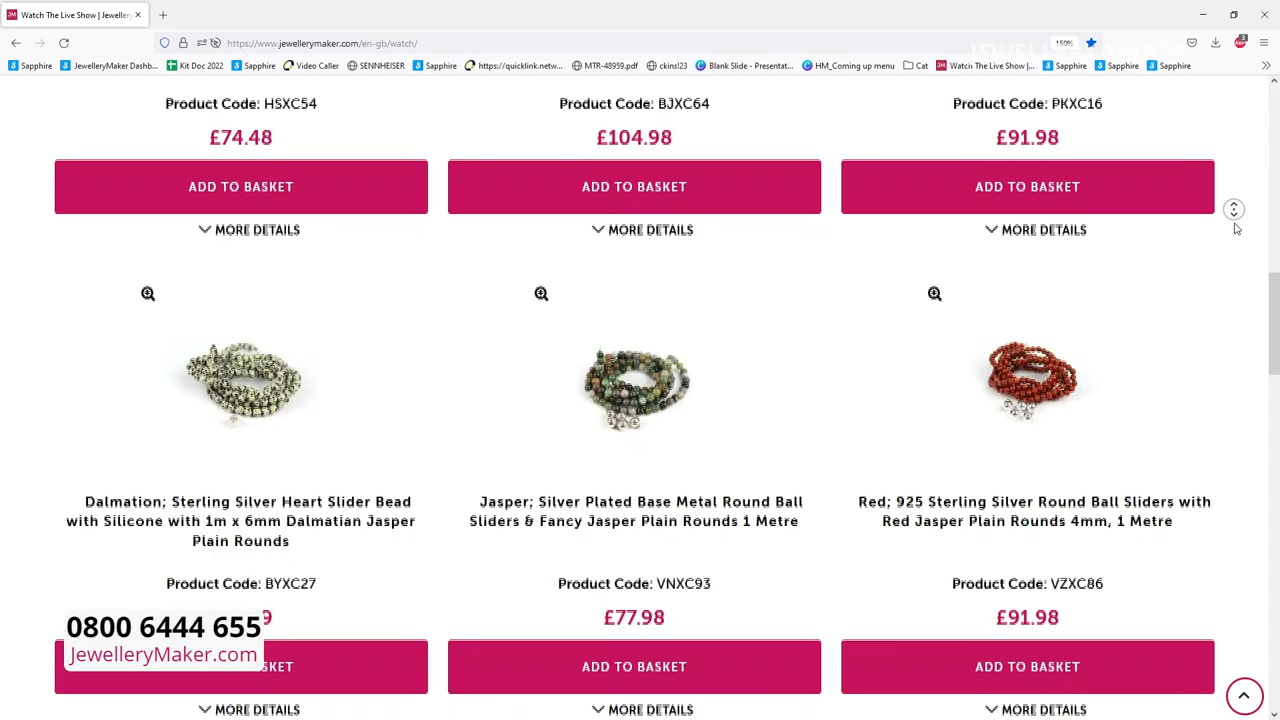 Watch The Live Show | Jeweller
https://www.jewellerymaker.com/en-gb/watch/
150%
3
Sapphire
JewelleryMaker Dashb...
Kit Doc 2022
Sapphire
Video Caller
SENNHEISER
Sapphire
https://quicklink.netw...
MTR-48959.pdf
ckins!23
Blank Slide - Presentat...
HM_Coming up menu
Cat
Watch The Live Show |...
Sapphire
Sapphire
Sapphire
Product Code: HSXC54
Product Code: BJXC64
Product Code: PKXC16
£74.48
£104.98
£91.98
ADD TO BASKET
ADD TO BASKET
ADD TO BASKET
MORE DETAILS
MORE DETAILS
MORE DETAILS
Dalmation; Sterling Silver Heart Slider Bead
with Silicone with 1m x 6mm Dalmatian Jasper
Plain Rounds
Jasper; Silver Plated Base Metal Round Ball
Sliders & Fancy Jasper Plain Rounds 1 Metre
Red; 925 Sterling Silver Round Ball Sliders with
Red Jasper Plain Rounds 4mm, 1 Metre
Product Code: BYXC27
Product Code: VNXC93
Product Code: VZXC86
9
£77.98
£91.98
0800 6444 655
JewelleryMaker.com
SKET
ADD TO BASKET
ADD TO BASKET
MORE DETAILS
MORE DETAILS
MORE DETAILS